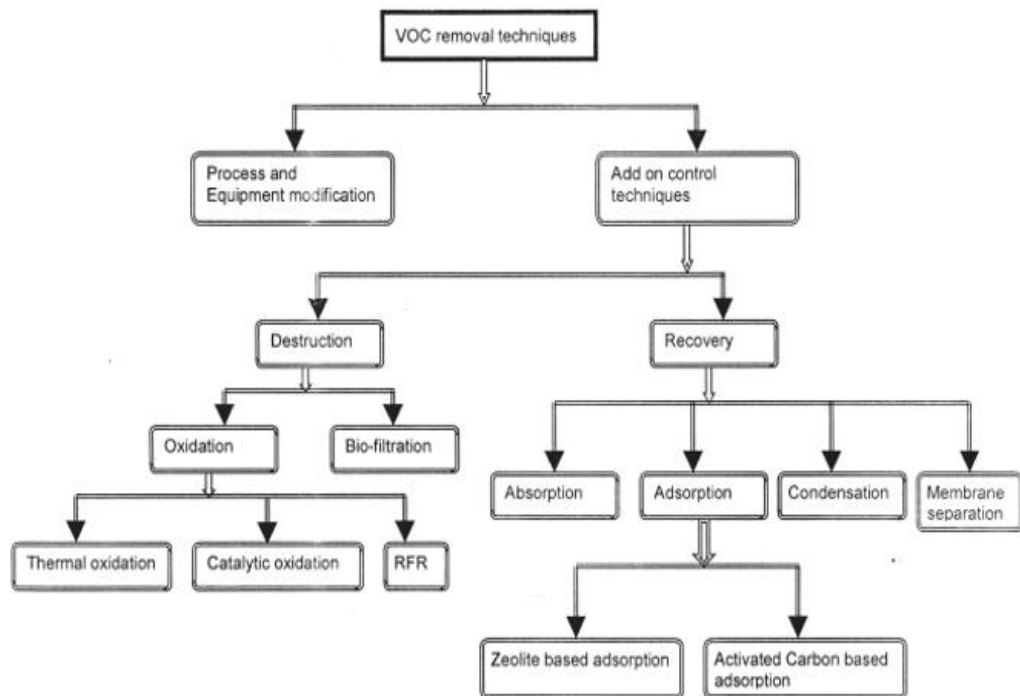 VOC removal techniques
Process and
Equipment modification
Add on control
techniques
Destruction
Recovery
Oxidation
Bio-filtration
Absorption
Adsorption
Condensation
Membrane
separation
Thermal oxidation
Catalytic oxidation
RFR
Zeolite based adsorption
Activated Carbon based
adsorption